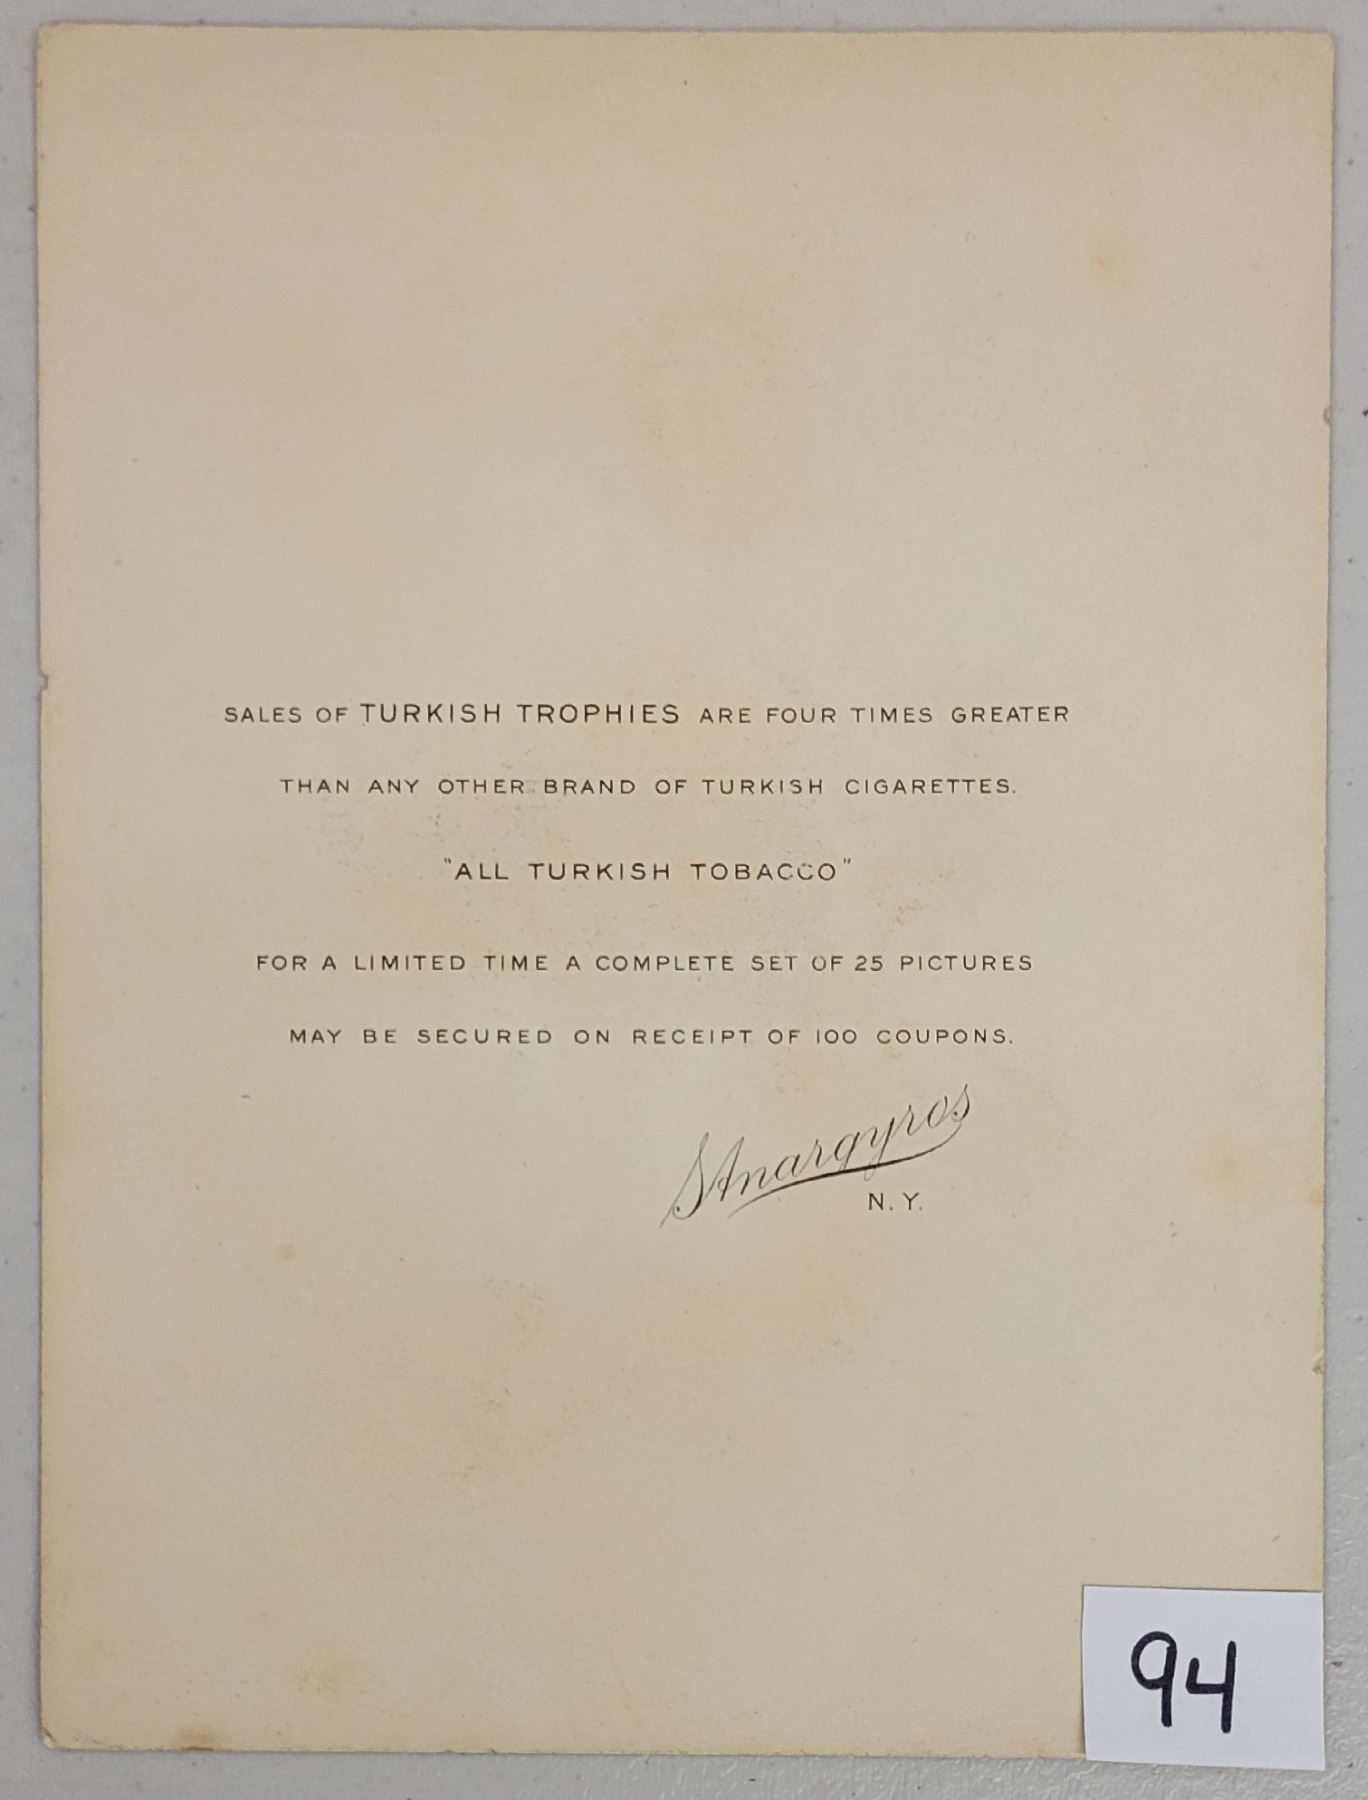 SALES OF TURKISH TROPHIES ARE FOUR TIMES GREATER
THAN ANY OTHER BRAND OF TURKISH CIGARETTES.
"ALL TURKISH TOBACCO"
FOR A LIMITED TIME A COMPLETE SET OF 25 PICTURES
MAY BE SECURED ON RECEIPT OF 100 COUPONS.
S Anargyros
N. Y.
94